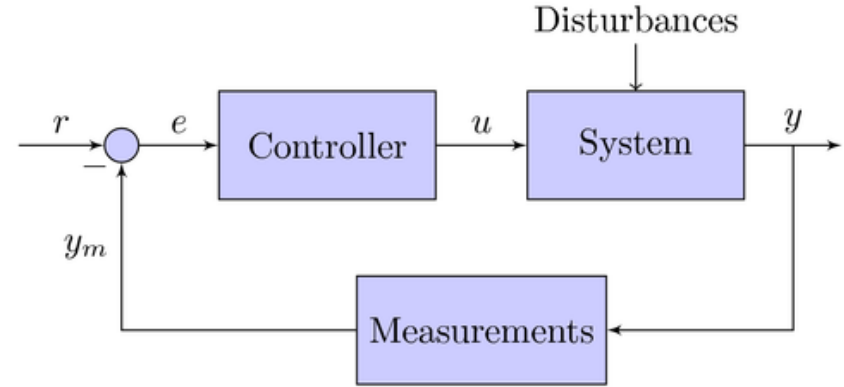 Disturbances
r
e
Controller
u
System
y
−
y_m
Measurements